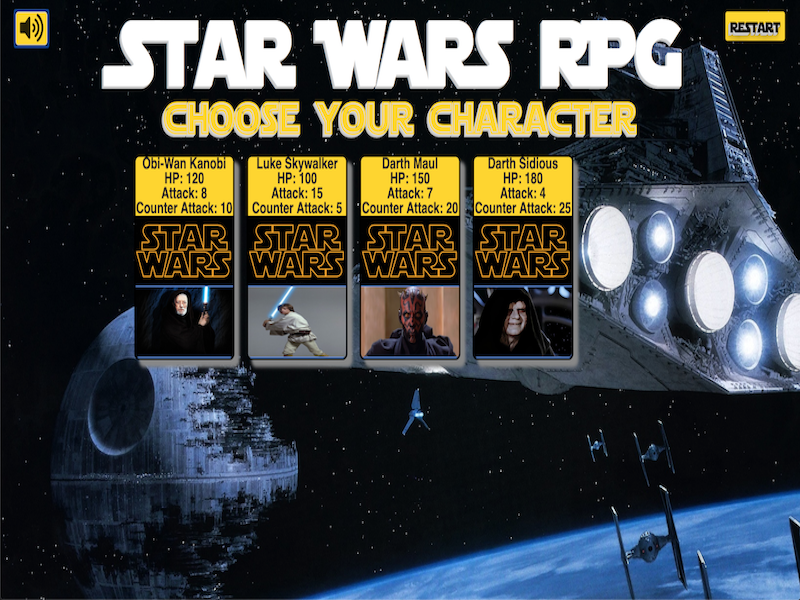 STAR WARS RPG
RESTART
CHOOSE YOUR CHARACTER
Obi-Wan Kanobi
HP: 120
Attack: 8
Counter Attack: 10
STAR
WARS
Luke Skywalker
HP: 100
Attack: 15
Counter Attack: 5
STAR
WARS
Darth Maul
HP: 150
Attack: 7
Counter Attack: 20
STAR
WARS
Darth Sidious
HP: 180
Attack: 4
Counter Attack: 25
STAR
WARS